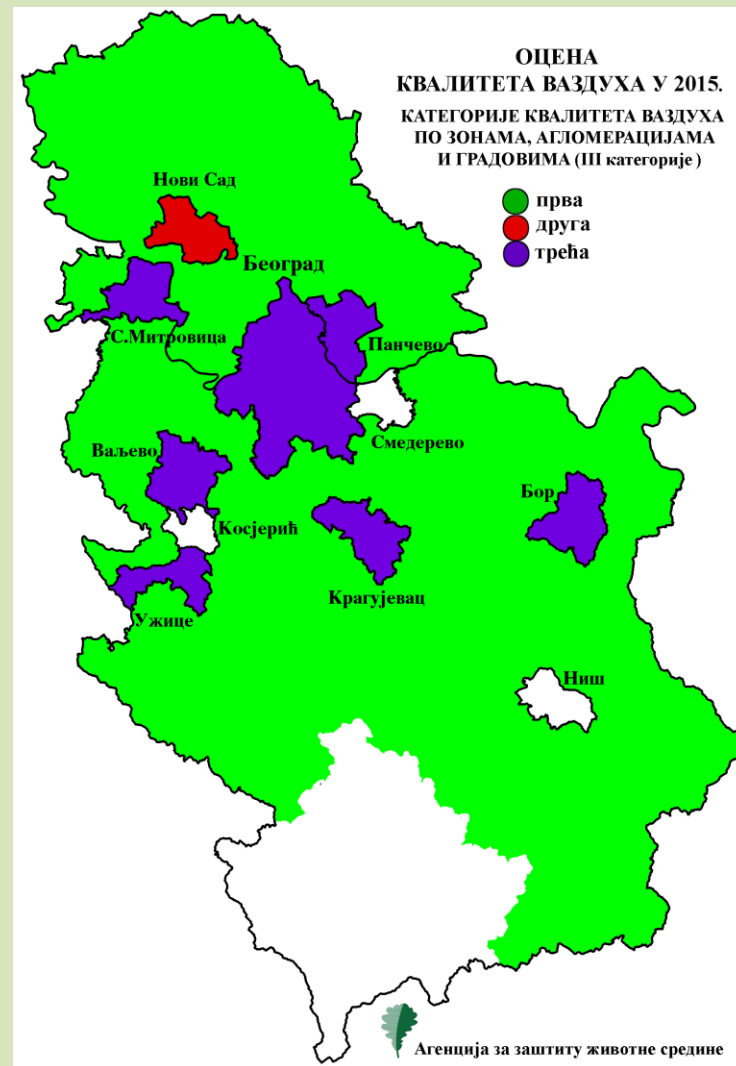 ОЦЕНА
КВАЛИТЕТА ВАЗДУХА У 2015.
КАТЕГОРИЈЕ КВАЛИТЕТА ВАЗДУХА
ПО ЗОНАМА, АГЛОМЕРАЦИЈАМА
И ГРАДОВИМА (III категорије )
прва
друга
трећа
Нови Сад
Београд
С.Митровица
Панчево
Смедерево
Ваљево
Бор
Косјерић
Крагујевац
Ужице
Ниш
Агенција за заштиту животне средине